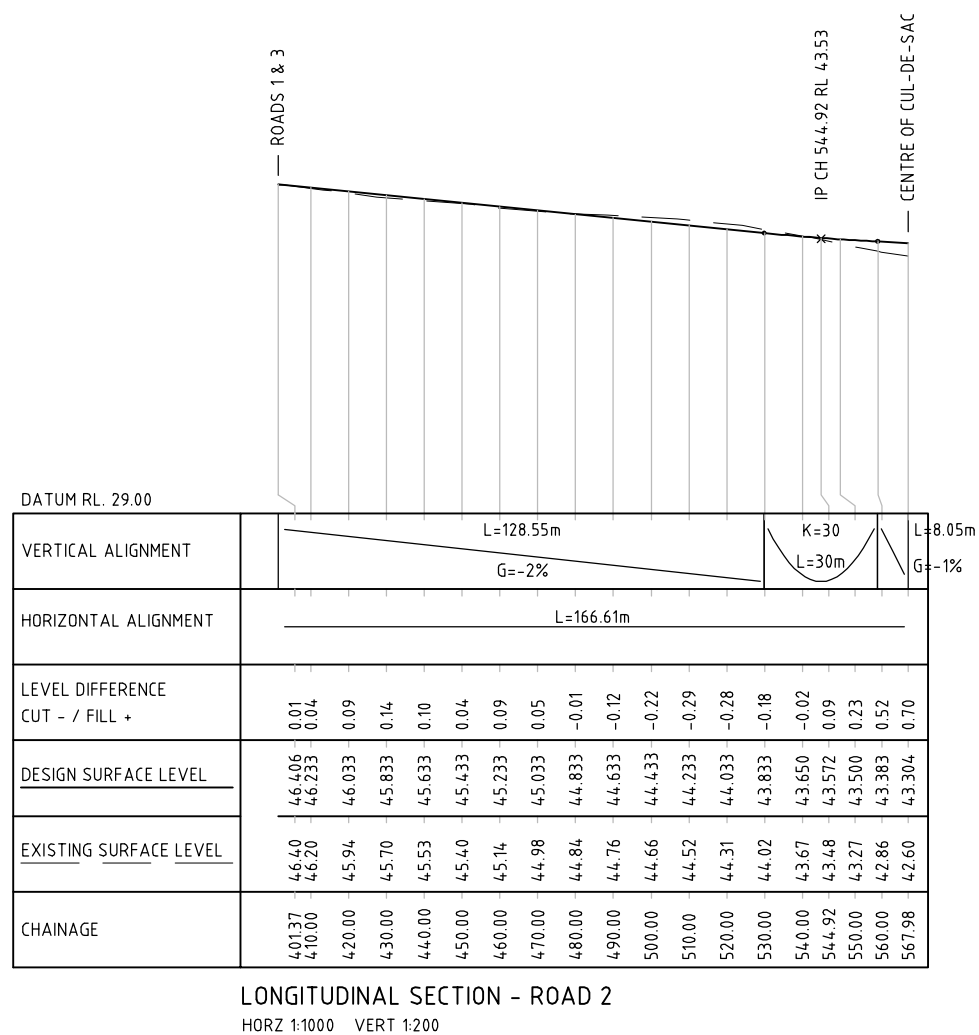 ROADS 1 & 3
IP CH 544.92 RL 43.53
CENTRE OF CUL-DE-SAC
DATUM RL. 29.00
VERTICAL ALIGNMENT
L=128.55m
G=-2%
K=30
L=30m
L=8.05m
G=-1%
HORIZONTAL ALIGNMENT
L=166.61m
LEVEL DIFFERENCE
CUT - / FILL +
0.01 0.04 0.09 0.14 0.10 0.04 0.09 0.05 -0.01 -0.12 -0.22 -0.29 -0.28 -0.18 -0.02 0.09 0.23 0.52 0.70
DESIGN SURFACE LEVEL
46.406 46.233 46.033 45.833 45.633 45.433 45.233 45.033 44.833 44.633 44.433 44.233 44.033 43.833 43.650 43.572 43.500 43.383 43.304
EXISTING SURFACE LEVEL
46.40 46.20 45.94 45.70 45.53 45.40 45.14 44.98 44.84 44.76 44.66 44.52 44.31 44.02 43.67 43.48 43.27 42.86 42.60
CHAINAGE
401.37 410.00 420.00 430.00 440.00 450.00 460.00 470.00 480.00 490.00 500.00 510.00 520.00 530.00 540.00 544.92 550.00 560.00 567.98
LONGITUDINAL SECTION - ROAD 2
HORZ 1:1000 VERT 1:200